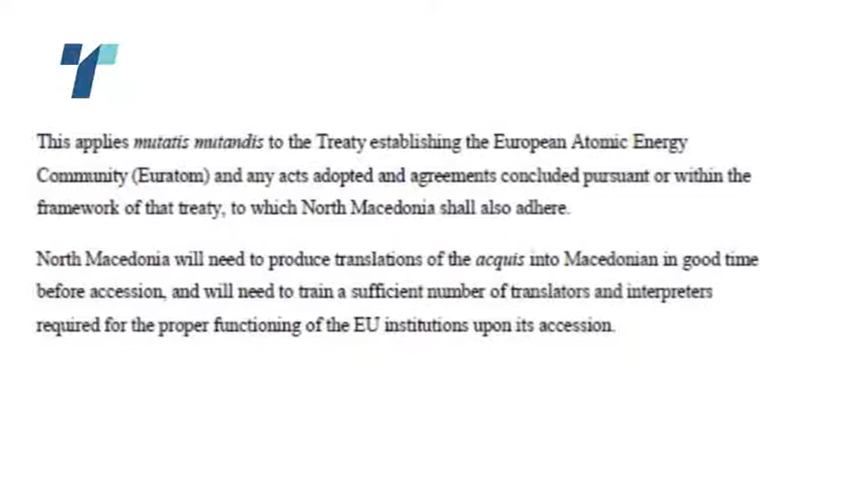 This applies mutatis mutandis to the Treaty establishing the European Atomic Energy
Community (Euratom) and any acts adopted and agreements concluded pursuant or within the
framework of that treaty, to which North Macedonia shall also adhere.
North Macedonia will need to produce translations of the acquis into Macedonian in good time
before accession, and will need to train a sufficient number of translators and interpreters
required for the proper functioning of the EU institutions upon its accession.